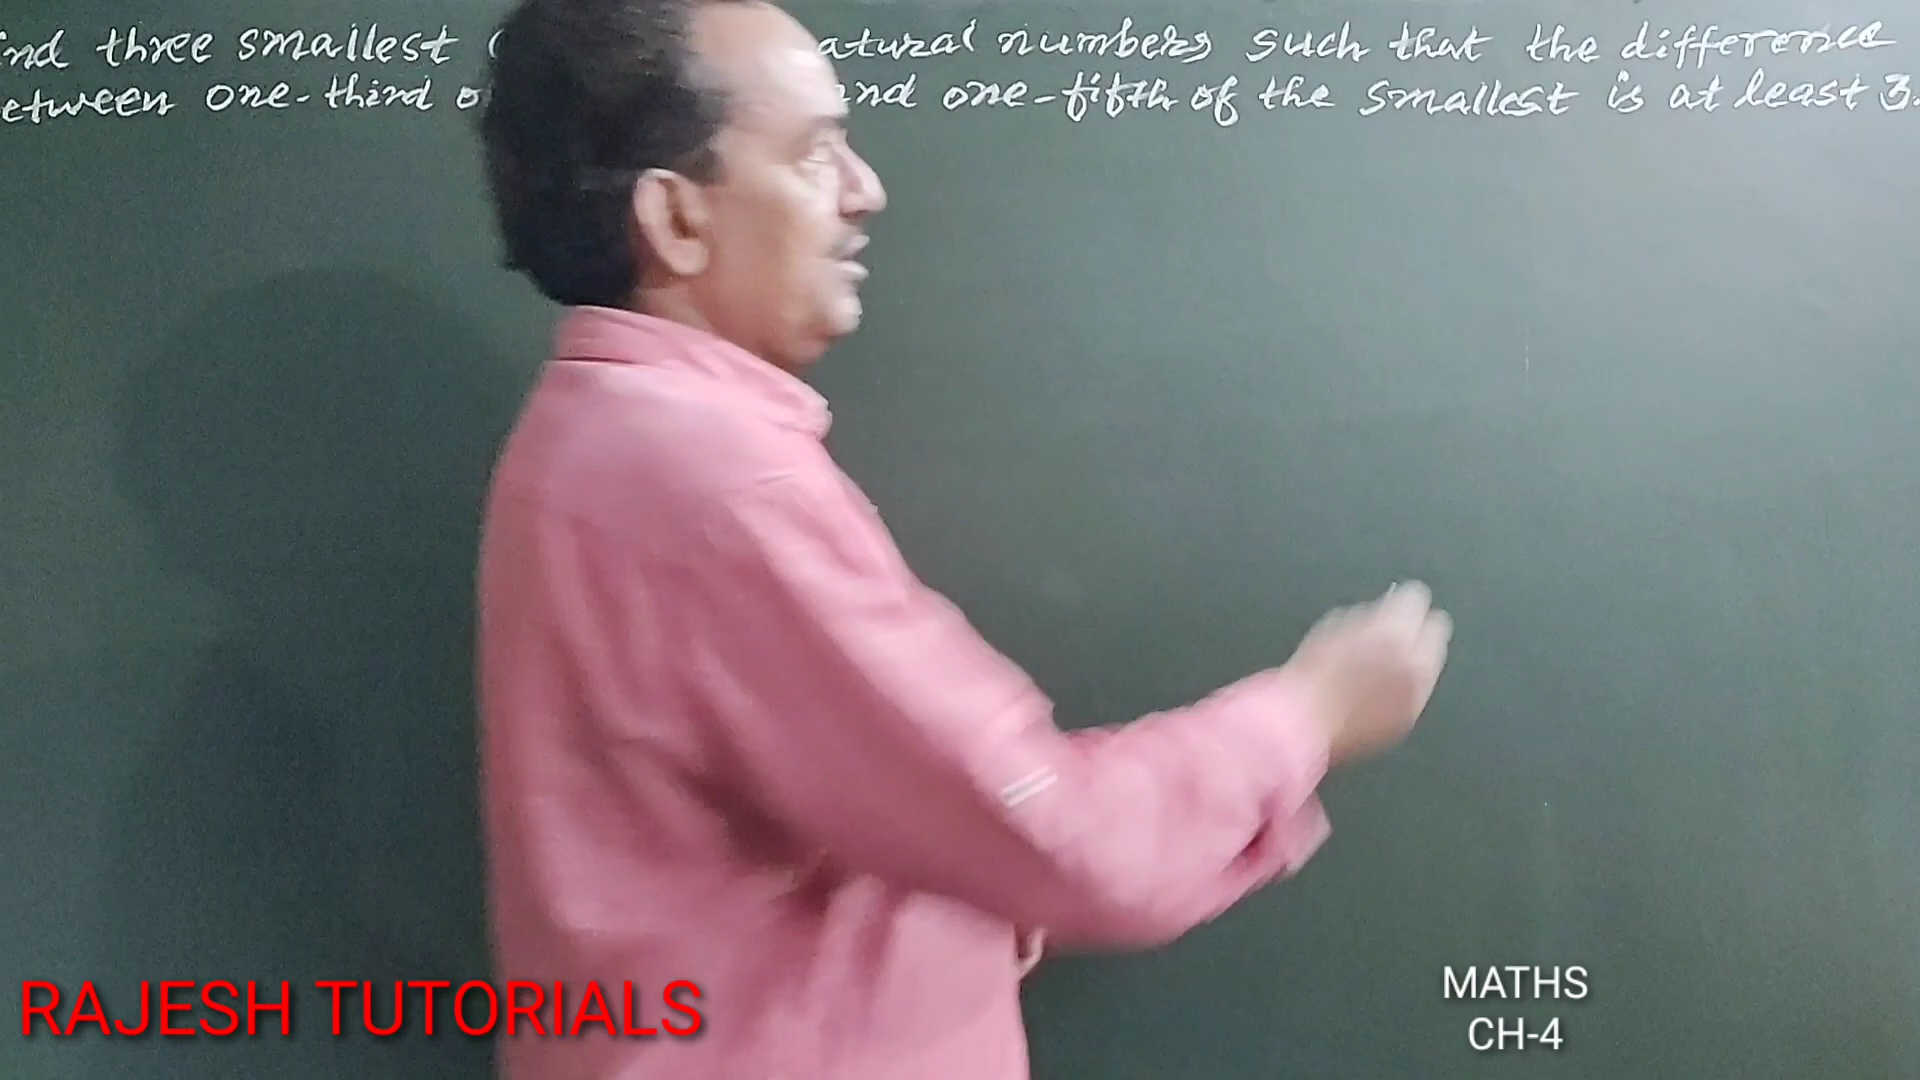 ind three smallest atural numbers such that the difference
etween one-third o nd one-fifth of the smallest is at least 3.
RAJESH TUTORIALS
MATHS
CH-4